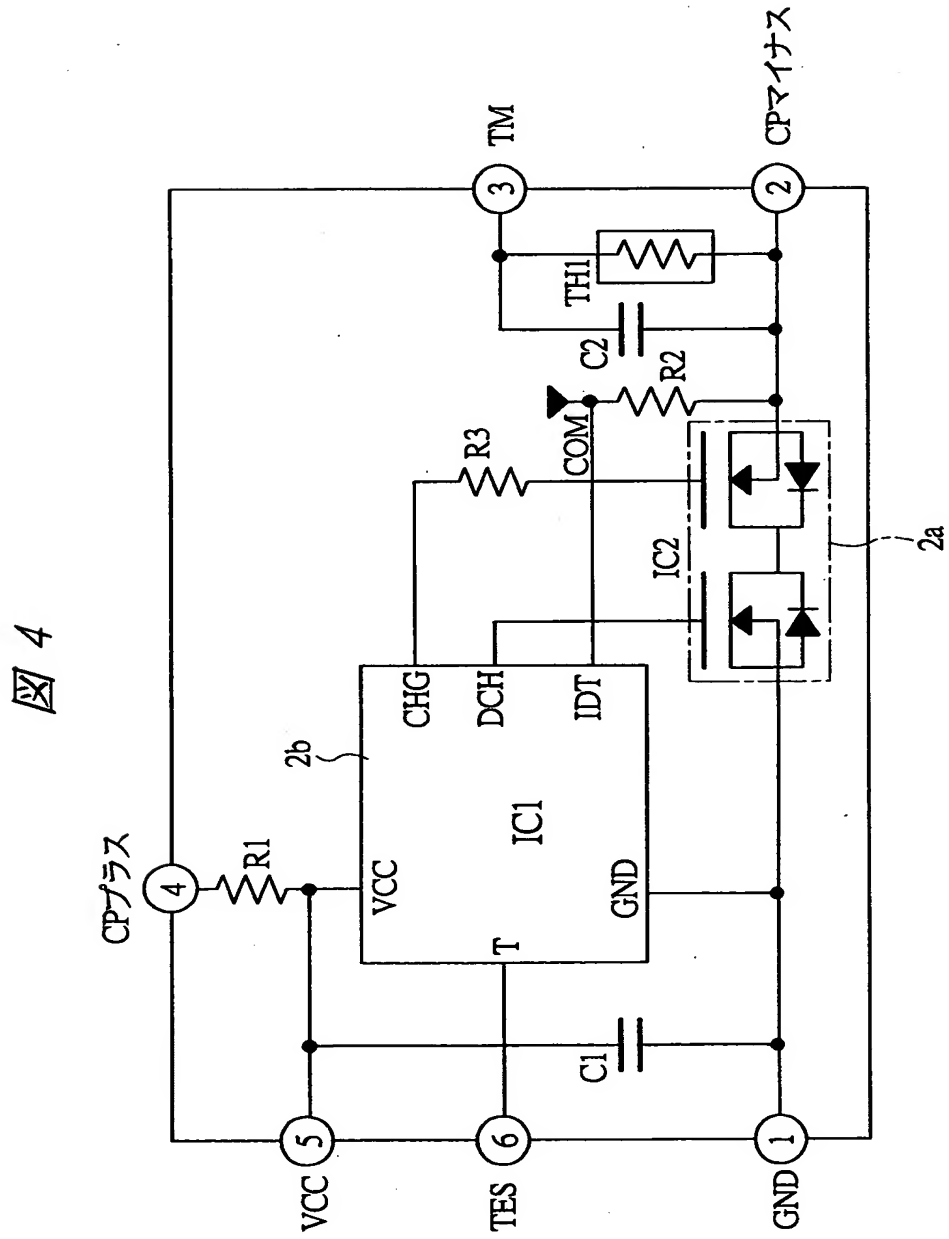 図 4
CPプラス
4
R1
VCC
5
TES
6
GND
1
C1
VCC
T
GND
IC1
2b
CHG
DCH
IDT
R3
COM
R2
C2
TH1
TM
3
CPマイナス
2
IC2
2a